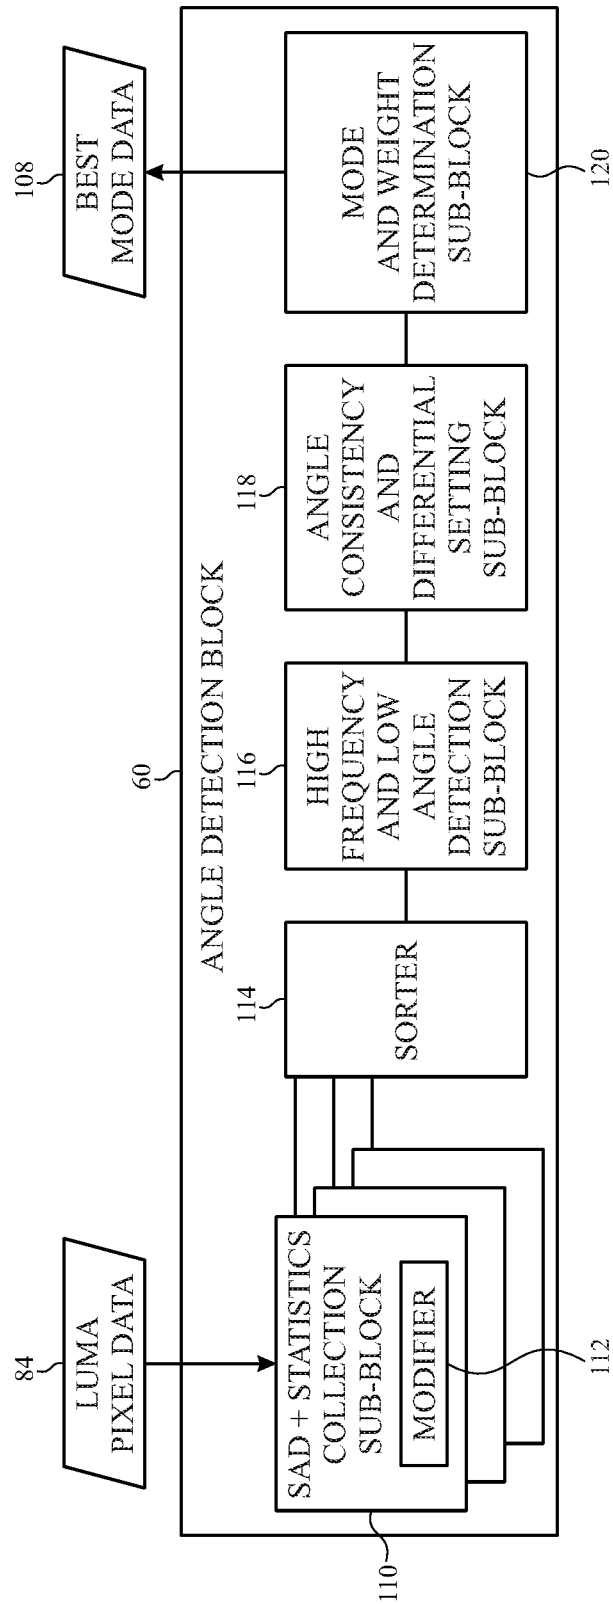 84
LUMA
PIXEL DATA
108
BEST
MODE DATA
60
ANGLE DETECTION BLOCK
SAD + STATISTICS
COLLECTION
SUB-BLOCK
MODIFIER
110
112
114
SORTER
116
HIGH
FREQUENCY
AND LOW
ANGLE
DETECTION
SUB-BLOCK
118
ANGLE
CONSISTENCY
AND
DIFFERENTIAL
SETTING
SUB-BLOCK
MODE
AND WEIGHT
DETERMINATION
SUB-BLOCK
120